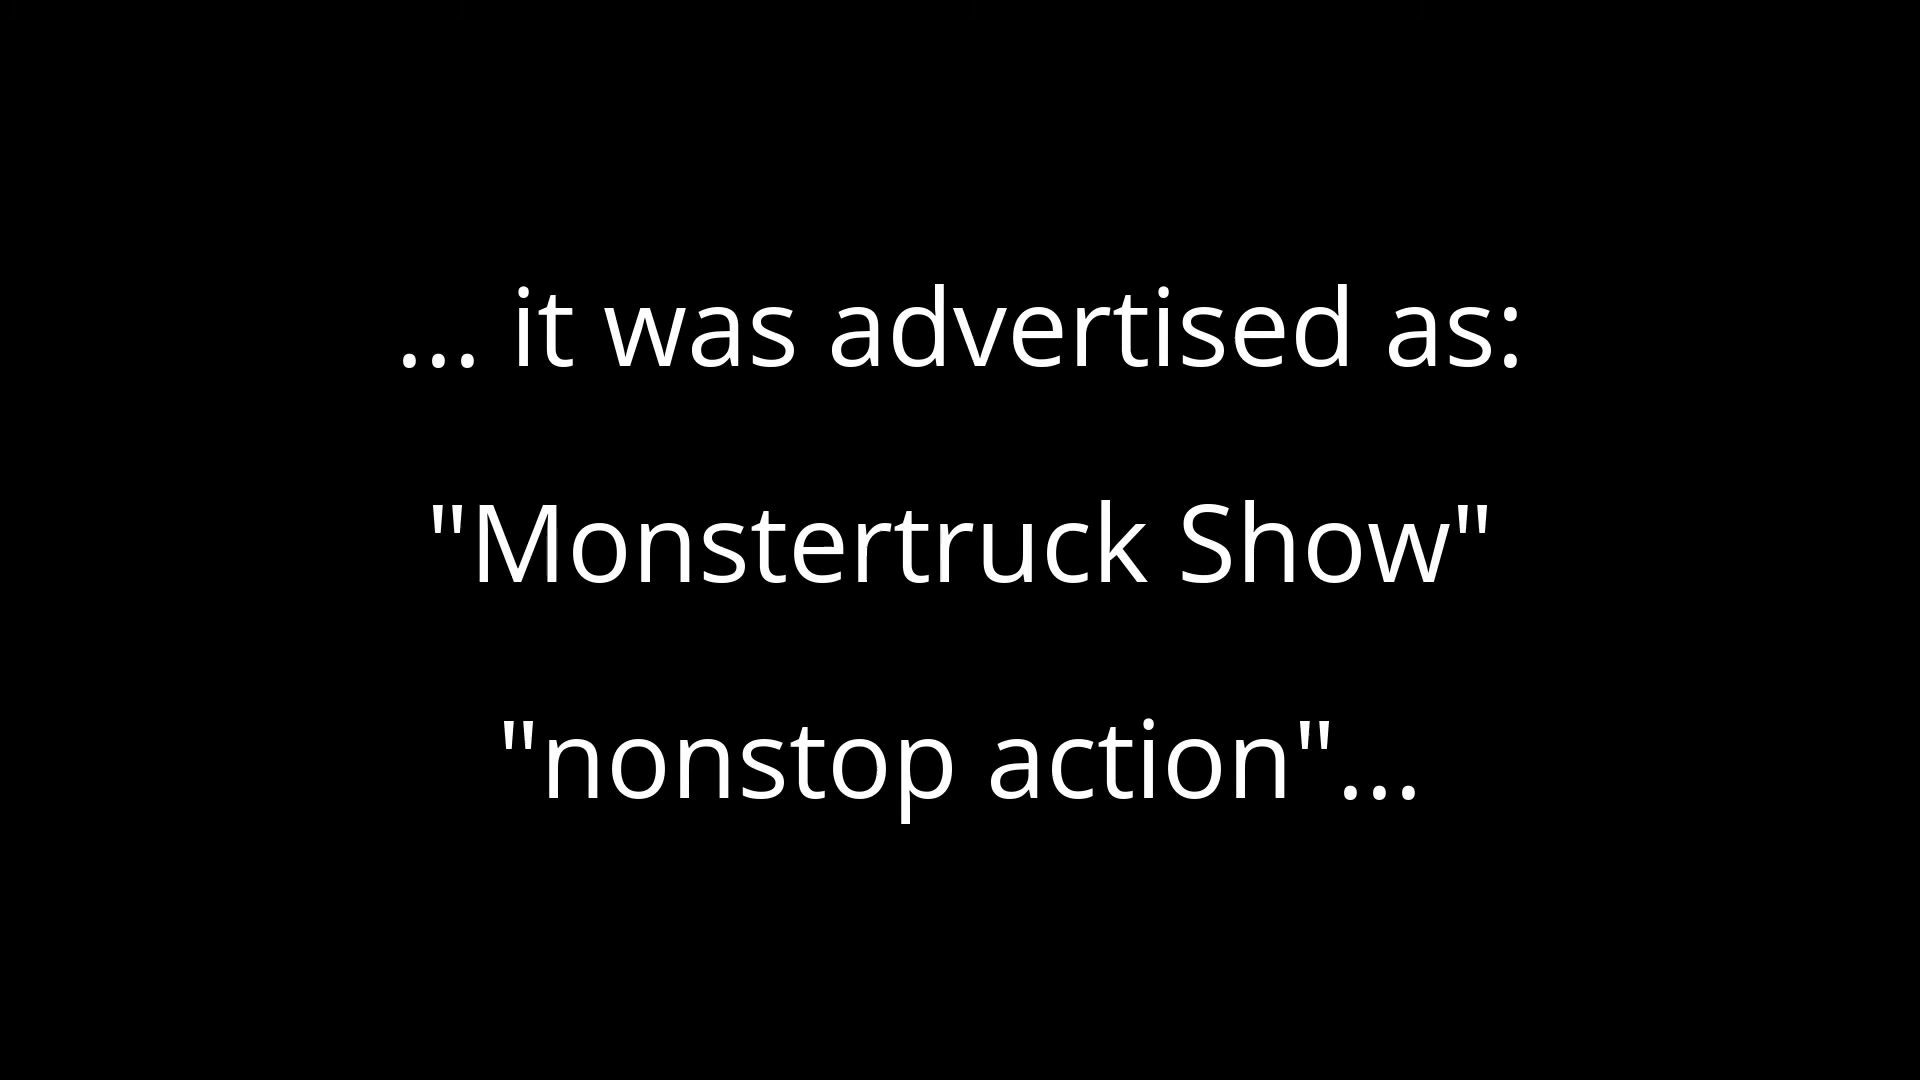 ... it was advertised as:
"Monstertruck Show"
"nonstop action"...